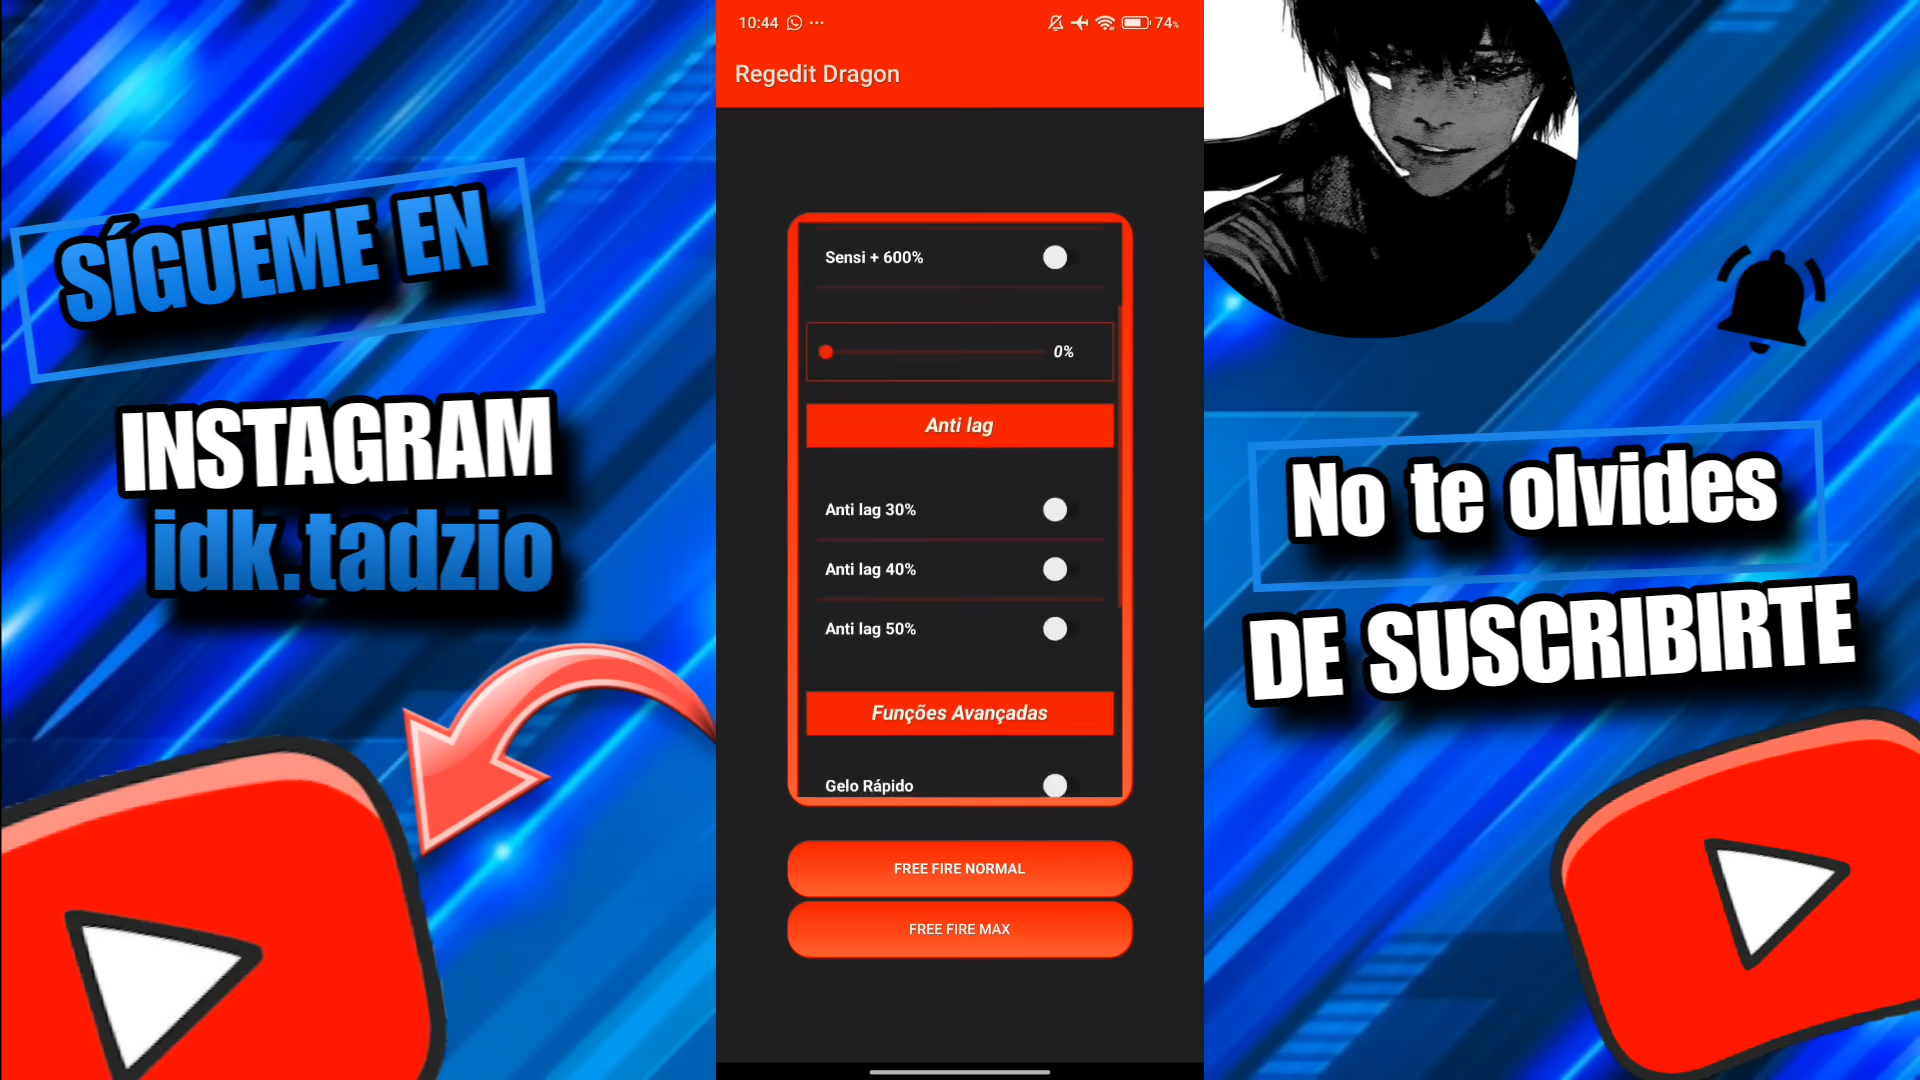 SÍGUEME EN
INSTAGRAM
idk.tadzio
10:44
74%
Regedit Dragon
Sensi + 600%
0%
Anti lag
Anti lag 30%
Anti lag 40%
Anti lag 50%
Funções Avançadas
Gelo Rápido
FREE FIRE NORMAL
FREE FIRE MAX
No te olvides
DE SUSCRIBIRTE